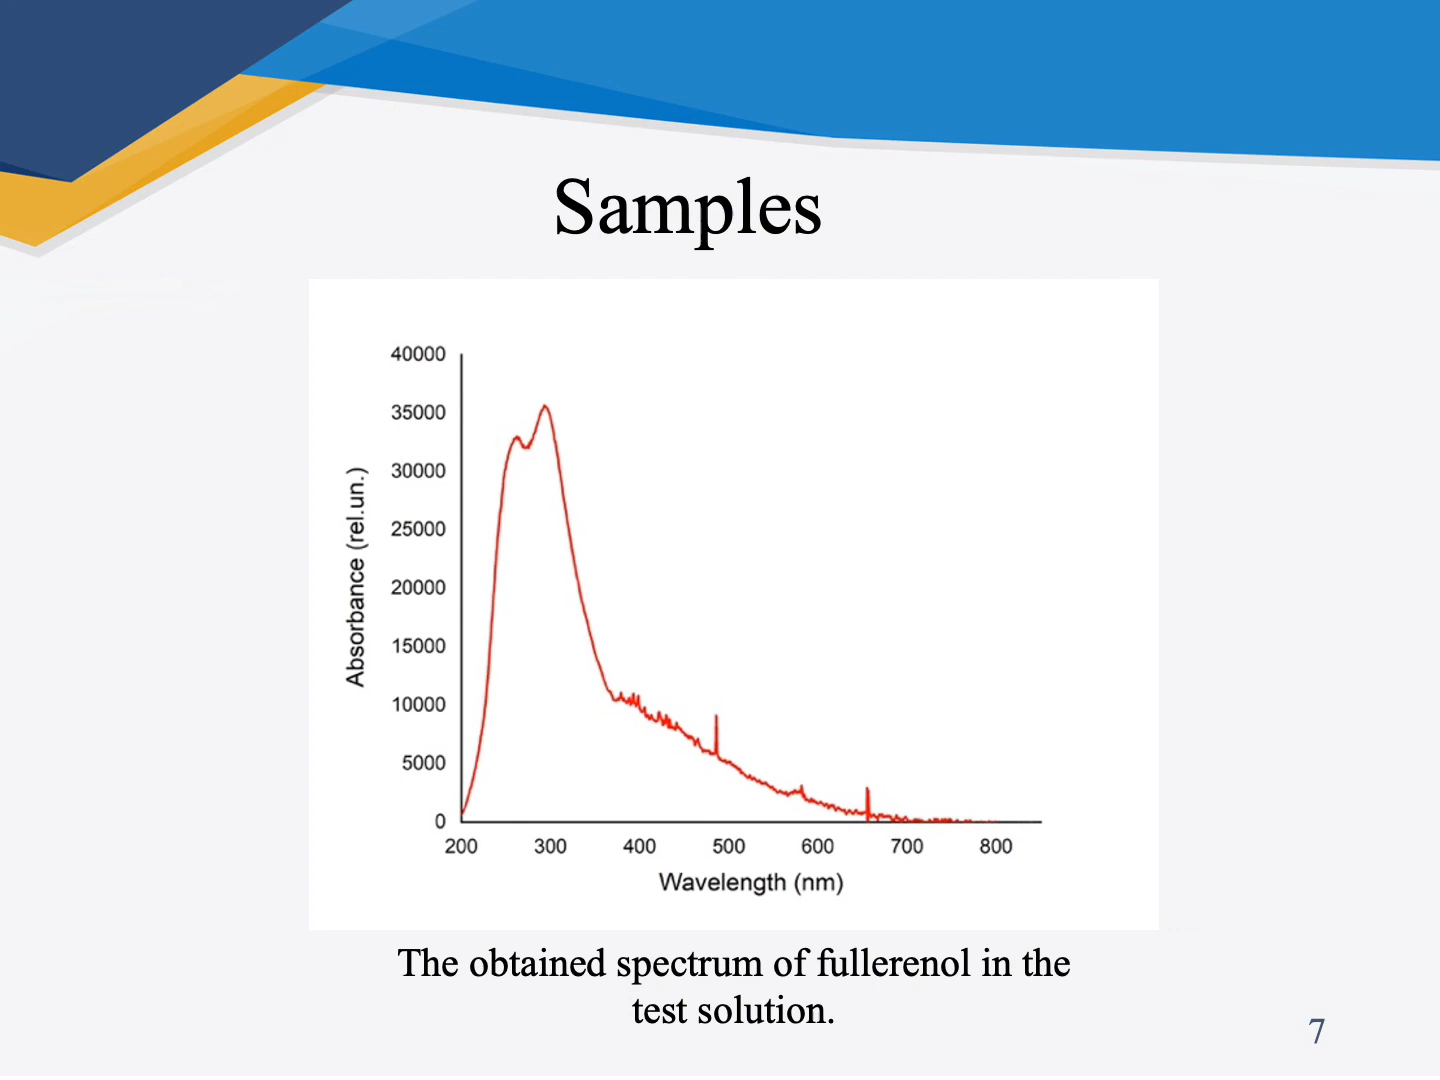 Samples
40000
35000
30000
25000
20000
15000
10000
5000
0
Absorbance (rel.un.)
200 300 400 500 600 700 800
Wavelength (nm)
The obtained spectrum of fullerenol in the
test solution.
7